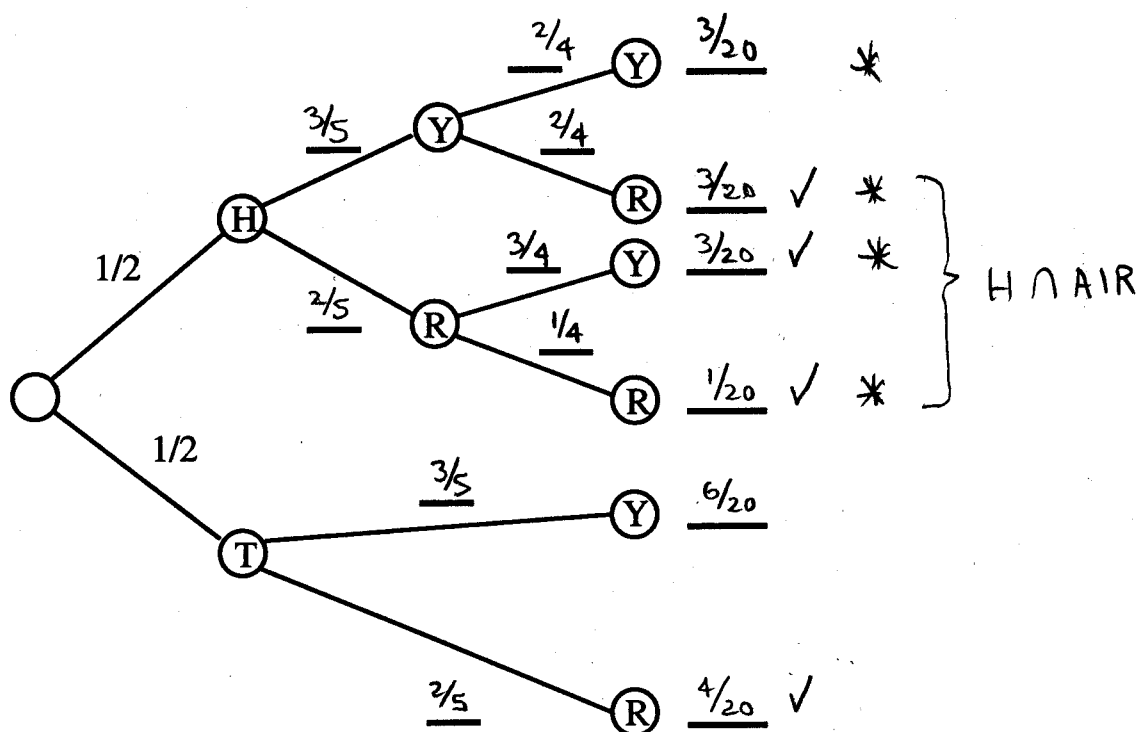 2/4 Y 3/20 *
3/5 Y 2/4
R 3/20 ✓ *
H 3/4 Y 3/20 ✓ *
1/2 2/5 R 1/4 H ∩ AIR
R 1/20 ✓ *
1/2 3/5 Y 6/20
T
2/5 R 4/20 ✓